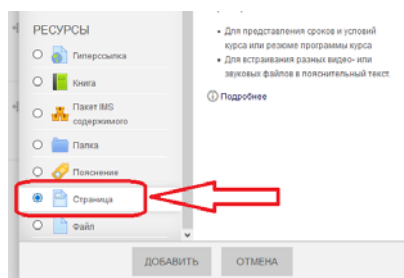 РЕСУРСЫ
Гиперссылка
Книга
Пакет IMS
содержимого
Папка
Пояснение
Страница
Файл
• Для представления сроков и условий
курса или резюме программы курса
• Для встраивания разных видео- или
звуковых файлов в пояснительный текст.
Подробнее
ДОБАВИТЬ
ОТМЕНА